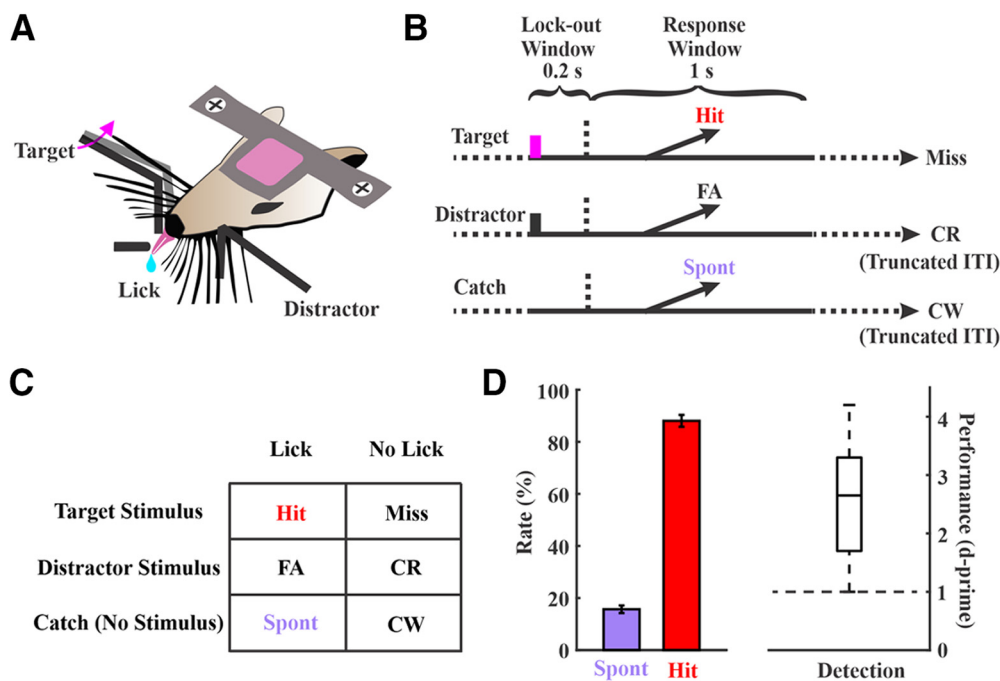 A
Target
Lick
Distractor
B
Lock-out
Window
0.2 s
Response
Window
1 s
Target
Hit
Miss
Distractor
FA
CR
(Truncated ITI)
Catch
Spont
CW
(Truncated ITI)
C
Lick No Lick
Target Stimulus Hit Miss
Distractor Stimulus FA CR
Catch (No Stimulus) Spont CW
D
Rate (%)
100
80
60
40
20
0
Spont Hit
4
3
2
1
0
Performance (d-prime)
Detection